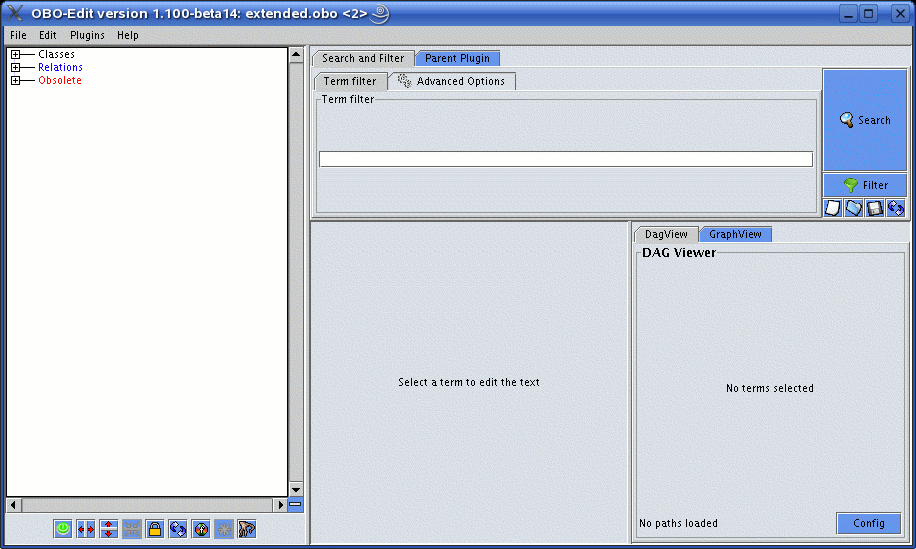 OBO-Edit version 1.100-beta14: extended.obo <2>
File Edit Plugins Help
Classes
Relations
Obsolete
Search and Filter Parent Plugin
Term filter Advanced Options
Term filter
Search
Filter
Select a term to edit the text
DagView GraphView
DAG Viewer
No terms selected
No paths loaded
Config